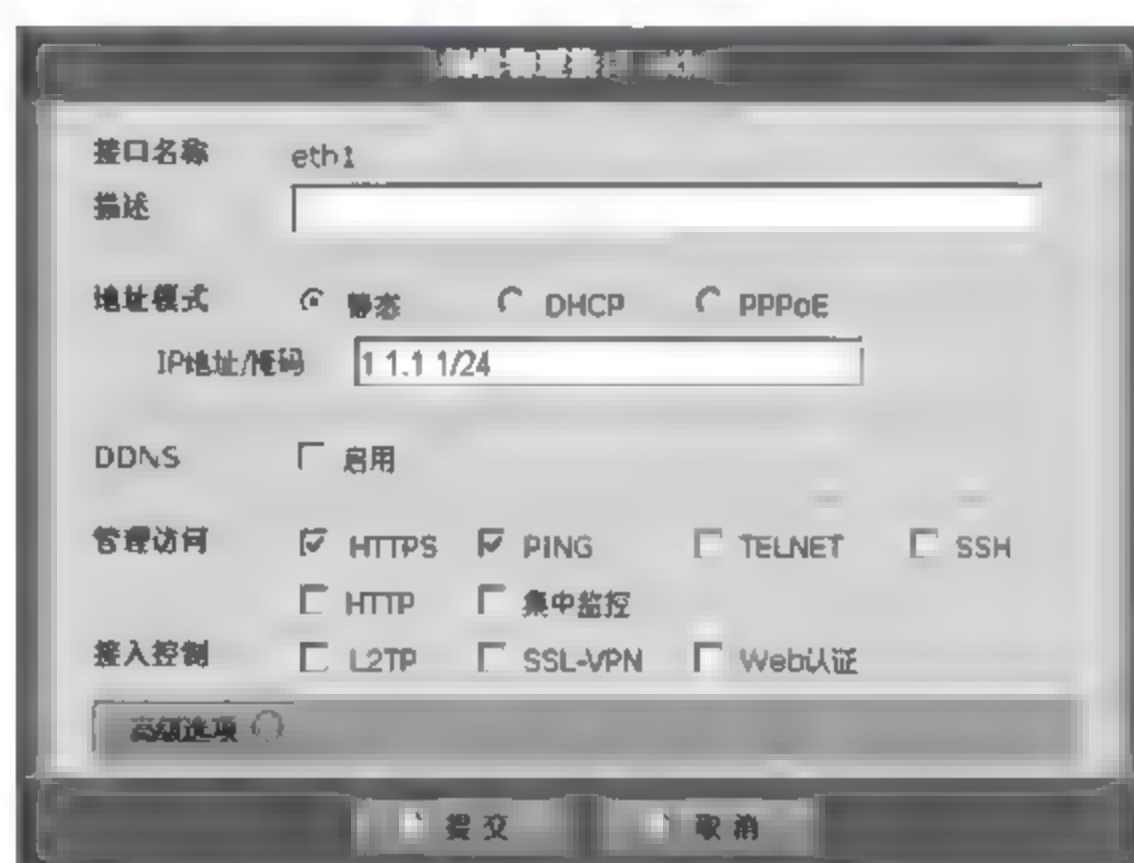 接口名称 eth1
描述
地址模式 静态 DHCP PPPoE
IP地址/掩码 1.1.1.1/24
DDNS 启用
管理访问 HTTPS PING TELNET SSH
HTTP 集中监控
接入控制 L2TP SSL-VPN Web认证
高级选项
提交 取消